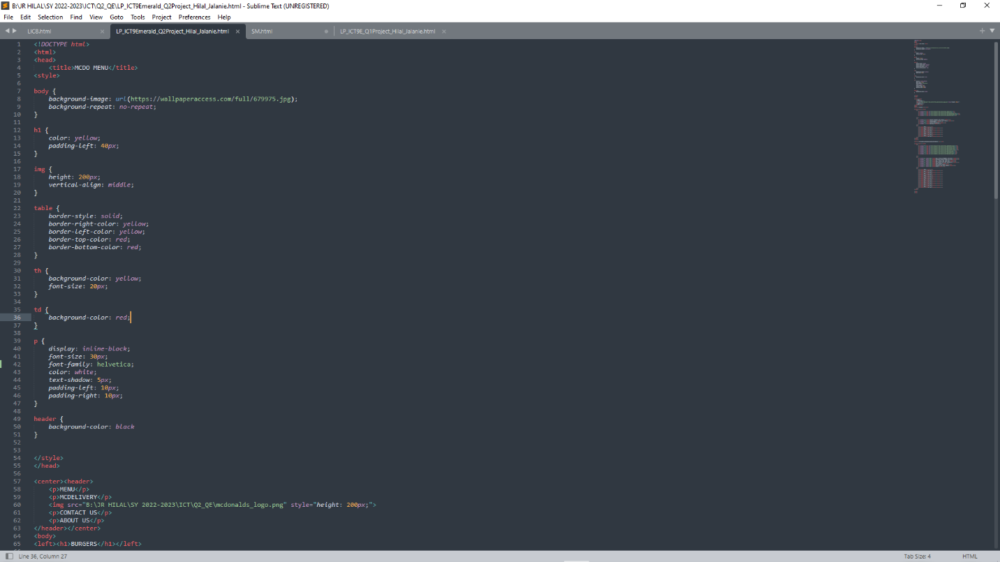 B:\JR HILAL\SY 2022-2023\ICT\Q2_QE\LP_ICT9Emerald_Q2Project_Hilal_Jalanie.html - Sublime Text (UNREGISTERED)
File Edit Selection Find View Goto Tools Project Preferences Help
LIC8.html LP_ICT9Emerald_Q2Project_Hilal_Jalanie.html SM.html LP_ICT9E_Q1Project_Hilal_Jalanie.html
1 <!DOCTYPE html>
2 <html>
3 <head>
4 <title>MCDO MENU</title>
5 <style>
6
7 body {
8 background-image: url(https://wallpaperaccess.com/full/679975.jpg);
9 background-repeat: no-repeat;
10 }
11
12 h1 {
13 color: yellow;
14 padding-left: 40px;
15 }
16
17 img {
18 height: 200px;
19 vertical-align: middle;
20 }
21
22 table {
23 border-style: solid;
24 border-right-color: yellow;
25 border-left-color: yellow;
26 border-top-color: red;
27 border-bottom-color: red;
28 }
29
30 th {
31 background-color: yellow;
32 font-size: 20px;
33 }
34
35 td {
36 background-color: red;
37 }
38
39 p {
40 display: inline-block;
41 font-size: 30px;
42 font-family: helvetica;
43 color: white;
44 text-shadow: 5px;
45 padding-left: 10px;
46 padding-right: 10px;
47 }
48
49 header {
50 background-color: black
51 }
52
53
54 </style>
55 </head>
56
57 <center><header>
58 <p>MENU</p>
59 <p>MCDELIVERY</p>
60 <img src="B:\JR HILAL\SY 2022-2023\ICT\Q2_QE\mcdonalds_logo.png" style="height: 200px;">
61 <p>CONTACT US</p>
62 <p>ABOUT US</p>
63 </header></center>
64 <body>
65 <left><h1>BURGERS</h1></left>
Line 36, Column 27 Tab Size: 4 HTML